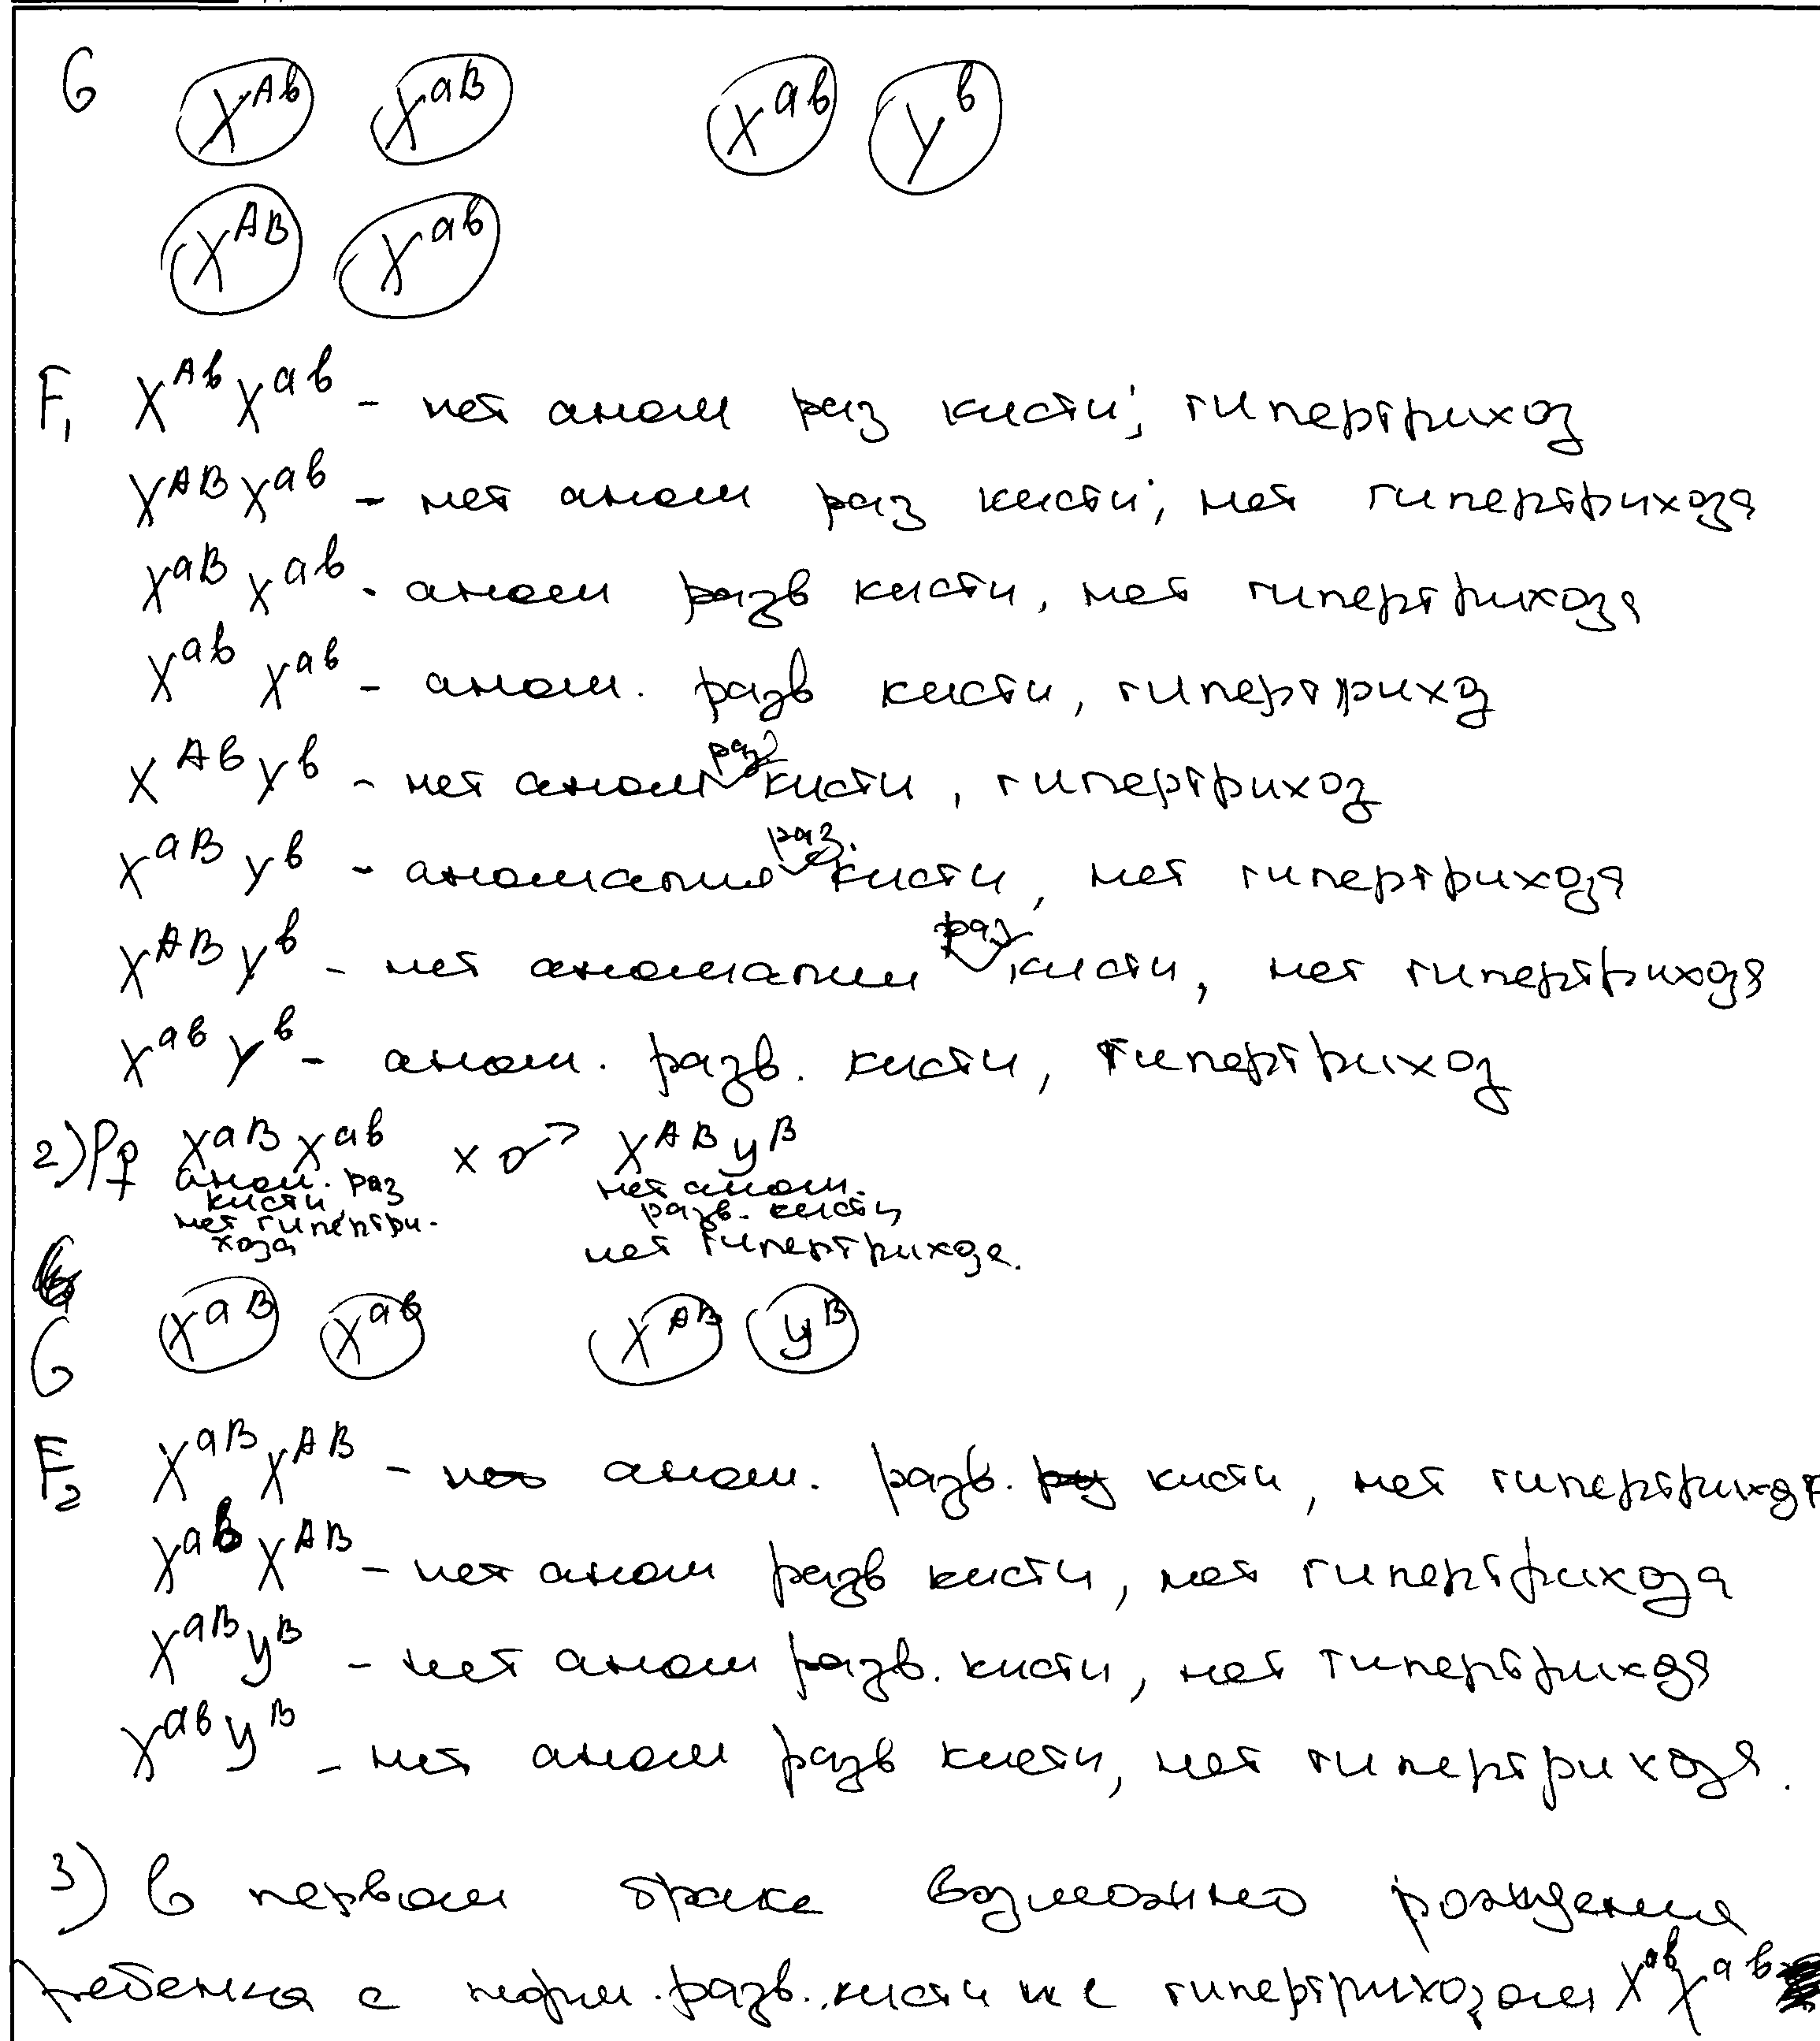 G X^Ab X^aB X^ab Y^b
X^AB X^ab
F₁ X^Ab X^ab - нет аном раз кисти; гипертрихоз
X^AB X^ab - нет аном раз кисти; нет гипертрихоза
X^aB X^ab - аном разв кисти, нет гипертрихоза
X^ab X^ab - аном. разв кисти, гипертрихз
X^Ab Y^b - нет аном раз кисти, гипертрихоз
X^aB Y^b - аномалия раз. кисти, нет гипертрихоза
X^AB Y^b - нет аномалии раз кисти, нет гипертрихоза
X^ab Y^b - аном. разв. кисти, гипертрихоз
2) P ♀ X^aB X^ab x ♂ X^AB Y^B
аном. раз нет аном.
кисти, разв. кисти
нет гипертри- нет гипертрихоза.
хоза
G X^aB X^ab X^AB Y^B
F₂ X^aB X^AB - аном. разв. кисти, нет гипертрихоза
X^ab X^AB - нет аном разв кисти, нет гипертрихоза
X^aB Y^B - нет аном разв. кисти, нет гипертрихоза
X^ab Y^B - нет аном разв кисти, нет гипертрихоза.
3) В первом браке возможно рождения
ребенка с норм. разв. кисти с гипертрихозом X^ab X^ab